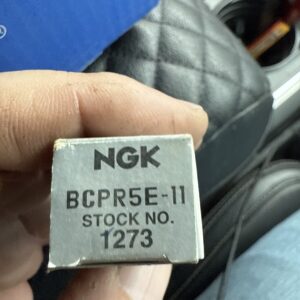 NGK
BCPR5E-11
STOCK NO.
1273